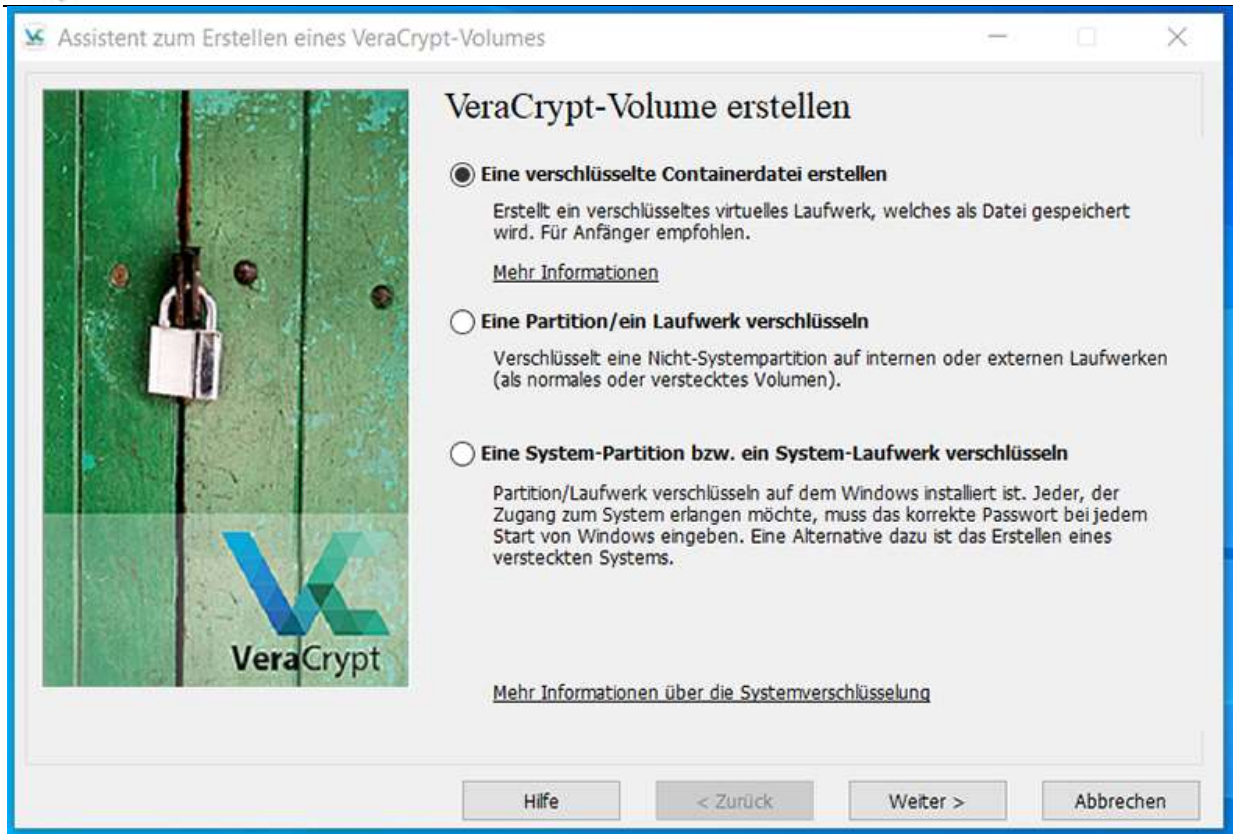 Assistent zum Erstellen eines VeraCrypt-Volumes
VeraCrypt-Volume erstellen
Eine verschlüsselte Containerdatei erstellen
Erstellt ein verschlüsseltes virtuelles Laufwerk, welches als Datei gespeichert
wird. Für Anfänger empfohlen.
Mehr Informationen
Eine Partition/ein Laufwerk verschlüsseln
Verschlüsselt eine Nicht-Systempartition auf internen oder externen Laufwerken
(als normales oder verstecktes Volumen).
Eine System-Partition bzw. ein System-Laufwerk verschlüsseln
Partition/Laufwerk verschlüsseln auf dem Windows installiert ist. Jeder, der
Zugang zum System erlangen möchte, muss das korrekte Passwort bei jedem
Start von Windows eingeben. Eine Alternative dazu ist das Erstellen eines
versteckten Systems.
VeraCrypt
Mehr Informationen über die Systemverschlüsselung
Hilfe < Zurück Weiter > Abbrechen